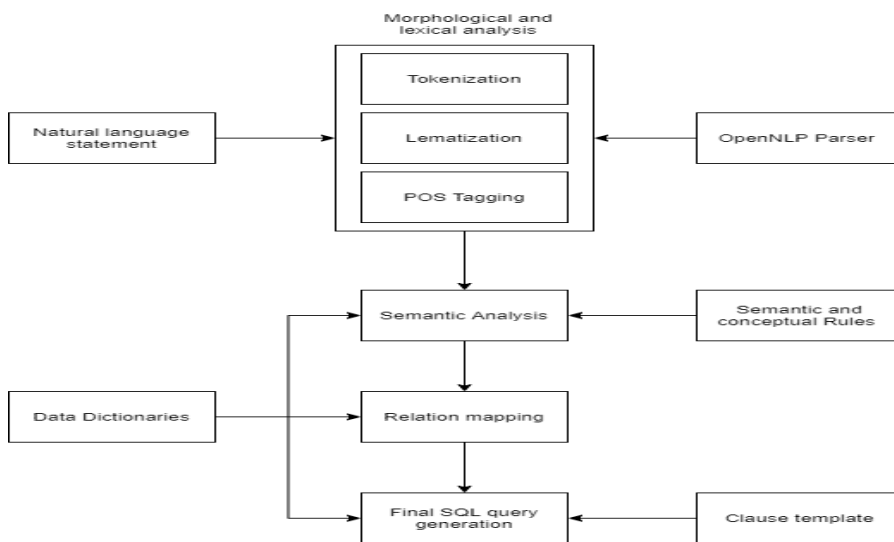 Morphological and
lexical analysis
Tokenization
Natural language
statement
Lematization
OpenNLP Parser
POS Tagging
Semantic Analysis
Semantic and
conceptual Rules
Data Dictionaries
Relation mapping
Final SQL query
generation
Clause template